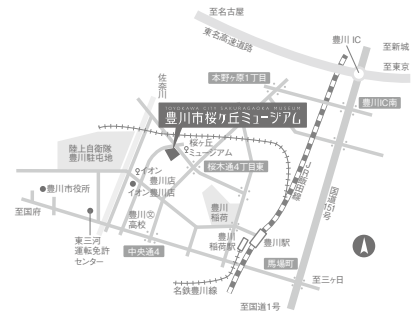 至名古屋
東名高速道路
豊川 IC
至新城
至東京
佐奈川
本野ヶ原1丁目
豊川IC南
TOYOKAWA CITY SAKURAGAOKA MUSEUM
豊川市桜ヶ丘ミュージアム
陸上自衛隊
豊川駐屯地
桜ヶ丘
ミュージアム
イオン
豊川店
イオン豊川店
桜木通4丁目東
JR飯田線
国道151号
豊川市役所
至国府
豊川
高校
豊川
稲荷
豊川
稲荷駅
豊川駅
東三河
運転免許
センター
中央通4
馬場町
至三ヶ日
名鉄豊川線
至国道1号